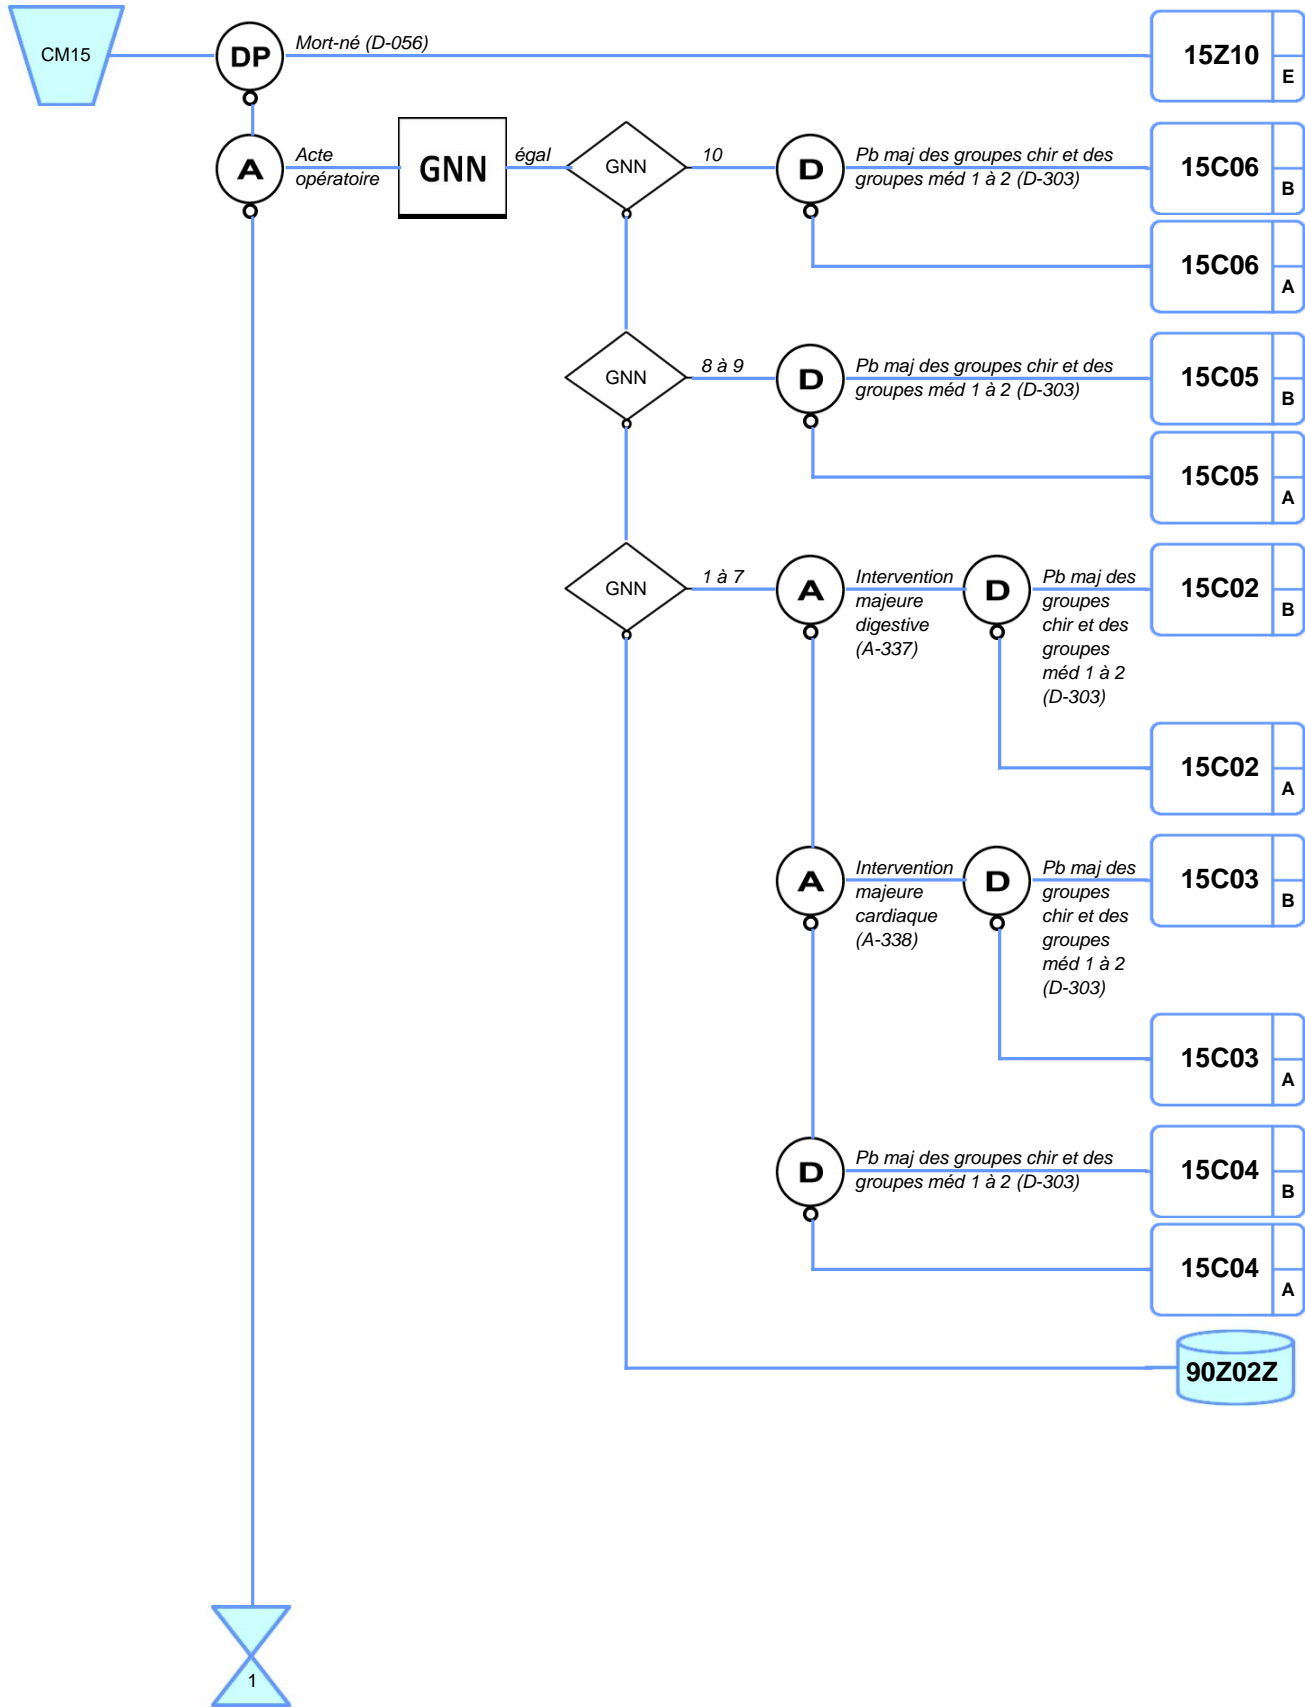 CM15
DP
Mort-né (D-056)
15Z10
E
A
Acte
opératoire
GNN
égal
GNN
10
D
Pb maj des groupes chir et des
groupes méd 1 à 2 (D-303)
15C06
B
15C06
A
GNN
8 à 9
D
Pb maj des groupes chir et des
groupes méd 1 à 2 (D-303)
15C05
B
15C05
A
GNN
1 à 7
A
Intervention
majeure
digestive
(A-337)
D
Pb maj des
groupes
chir et des
groupes
méd 1 à 2
(D-303)
15C02
B
15C02
A
A
Intervention
majeure
cardiaque
(A-338)
D
Pb maj des
groupes
chir et des
groupes
méd 1 à 2
(D-303)
15C03
B
15C03
A
D
Pb maj des groupes chir et des
groupes méd 1 à 2 (D-303)
15C04
B
15C04
A
90Z02Z
1